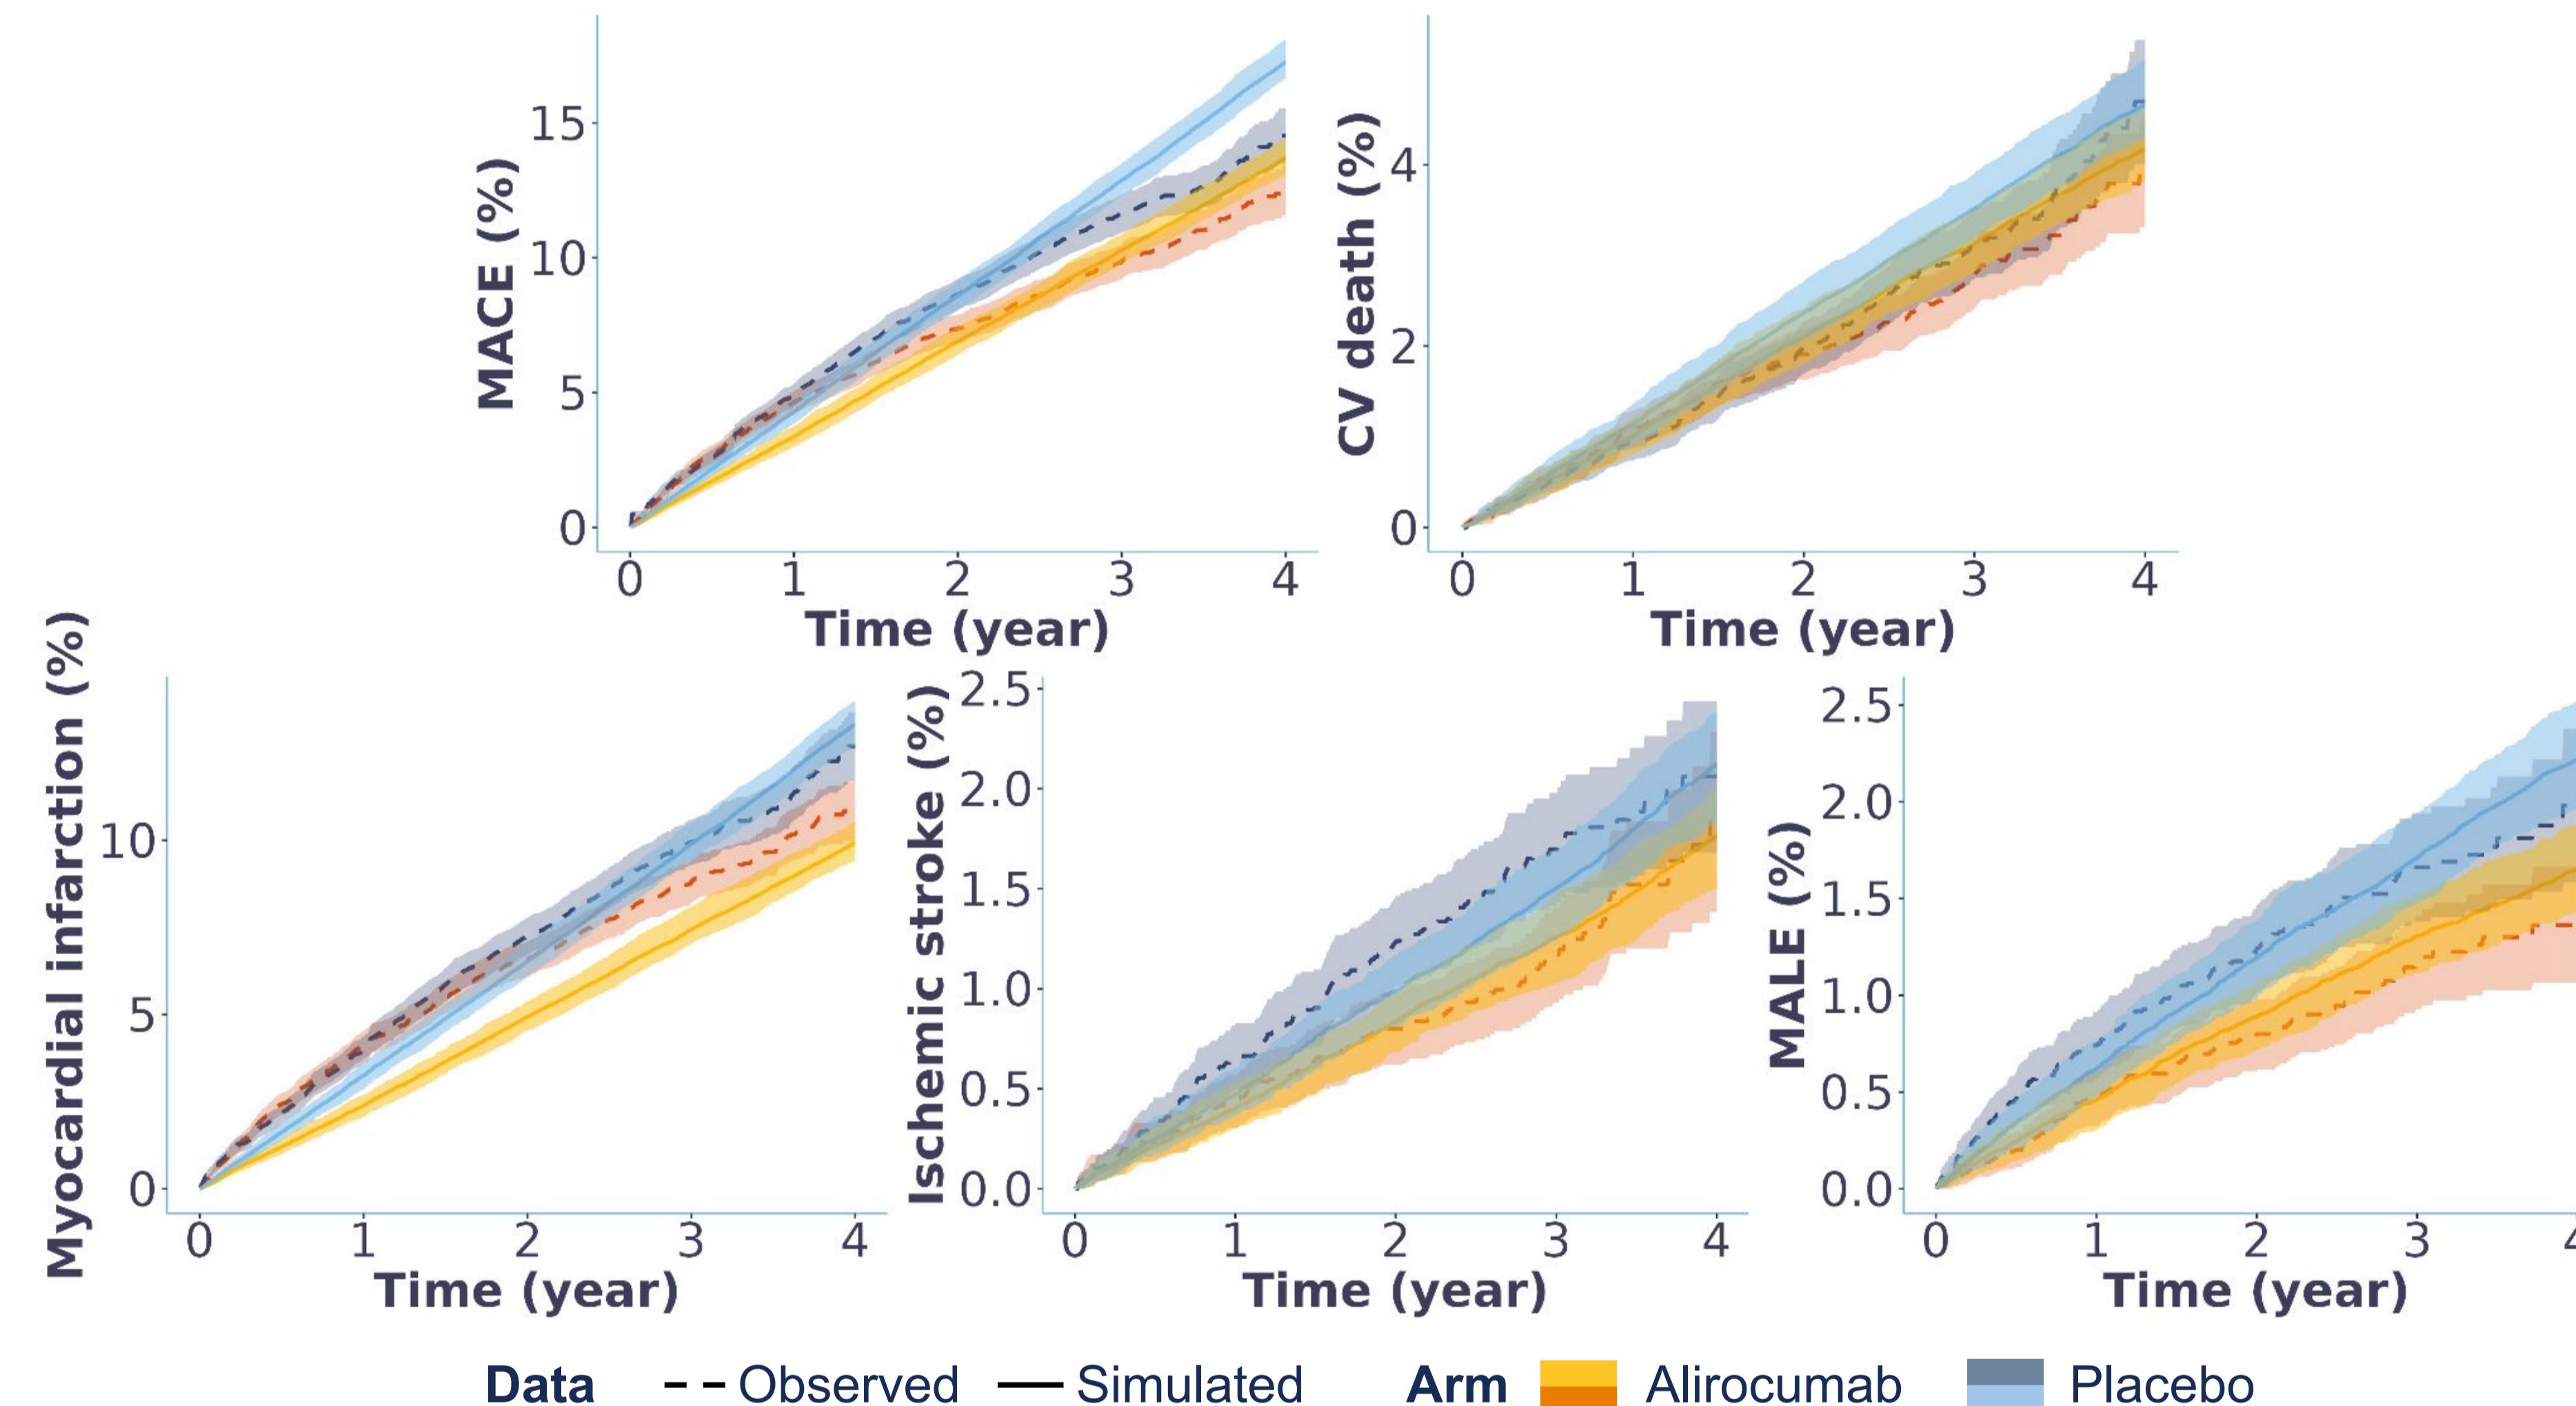 MACE (%)
15
10
5
0
0 1 2 3 4
Time (year)
CV death (%)
4
2
0
0 1 2 3 4
Time (year)
Myocardial infarction (%)
10
5
0
0 1 2 3 4
Time (year)
Ischemic stroke (%)
2.5
2.0
1.5
1.0
0.5
0.0
0 1 2 3 4
Time (year)
MALE (%)
2.5
2.0
1.5
1.0
0.5
0.0
0 1 2 3 4
Time (year)
Data Observed Simulated Arm Alirocumab Placebo